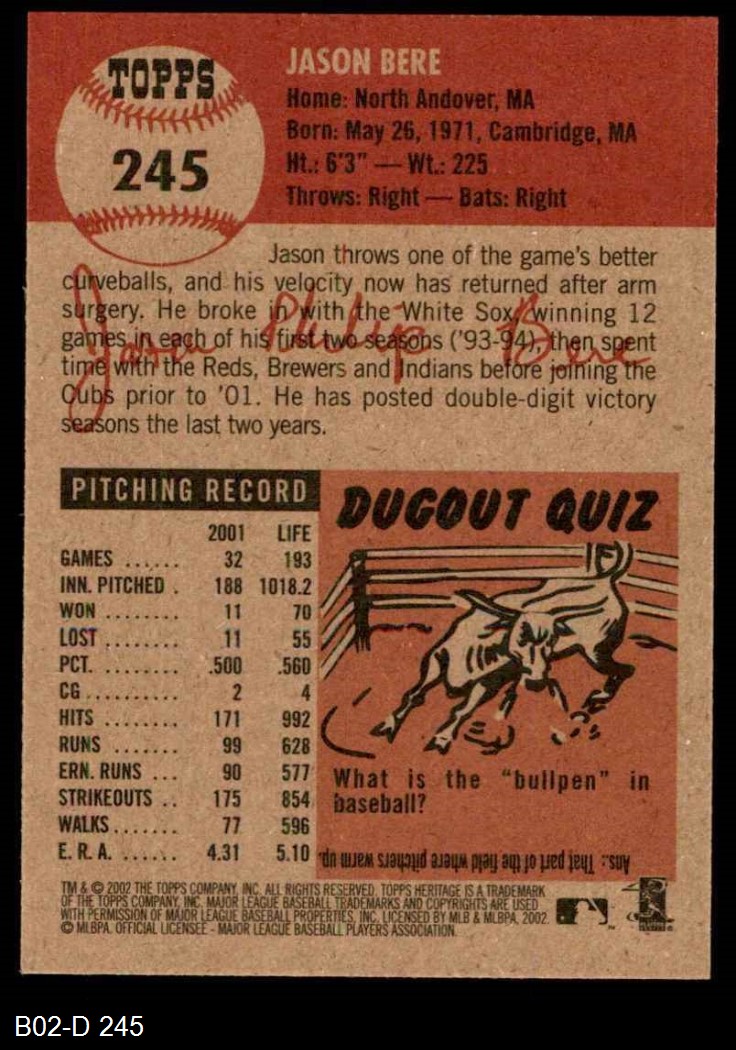 TOPPS
245
JASON BERE
Home: North Andover, MA
Born: May 26, 1971, Cambridge, MA
Ht.: 6'3" — Wt.: 225
Throws: Right — Bats: Right
Jason throws one of the game's better
curveballs, and his velocity now has returned after arm
surgery. He broke in with the White Sox, winning 12
games in each of his first two seasons ('93-94), then spent
time with the Reds, Brewers and Indians before joining the
Cubs prior to '01. He has posted double-digit victory
seasons the last two years.
Jason Philip Bere
PITCHING RECORD
2001 LIFE
GAMES ...... 32 193
INN. PITCHED . 188 1018.2
WON ........ 11 70
LOST ........ 11 55
PCT. ........ .500 .560
CG .......... 2 4
HITS ........ 171 992
RUNS ....... 99 628
ERN. RUNS ... 90 577
STRIKEOUTS .. 175 854
WALKS ....... 77 596
E. R. A. ...... 4.31 5.10
DUGOUT QUIZ
What is the "bullpen" in
baseball?
Ans.: That part of the field where pitchers warm up.
TM & © 2002 THE TOPPS COMPANY, INC. ALL RIGHTS RESERVED. TOPPS HERITAGE IS A TRADEMARK
OF THE TOPPS COMPANY, INC. MAJOR LEAGUE BASEBALL TRADEMARKS AND COPYRIGHTS ARE USED
WITH PERMISSION OF MAJOR LEAGUE BASEBALL PROPERTIES, INC. LICENSED BY MLB & MLBPA, 2002.
© MLBPA. OFFICIAL LICENSEE - MAJOR LEAGUE BASEBALL PLAYERS ASSOCIATION.
B02-D 245